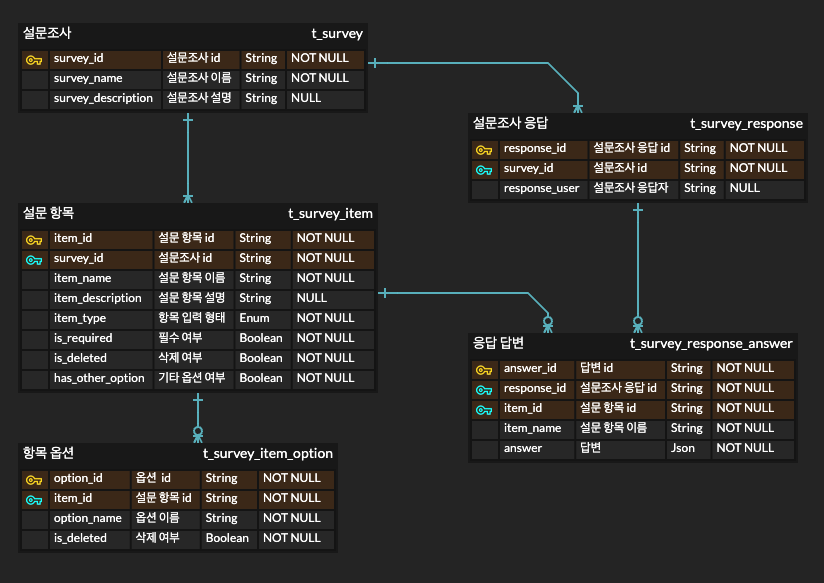 설문조사 t_survey
survey_id 설문조사 id String NOT NULL
survey_name 설문조사 이름 String NOT NULL
survey_description 설문조사 설명 String NULL
설문조사 응답 t_survey_response
response_id 설문조사 응답 id String NOT NULL
survey_id 설문조사 id String NOT NULL
response_user 설문조사 응답자 String NULL
설문 항목 t_survey_item
item_id 설문 항목 id String NOT NULL
survey_id 설문조사 id String NOT NULL
item_name 설문 항목 이름 String NOT NULL
item_description 설문 항목 설명 String NULL
item_type 항목 입력 형태 Enum NOT NULL
is_required 필수 여부 Boolean NOT NULL
is_deleted 삭제 여부 Boolean NOT NULL
has_other_option 기타 옵션 여부 Boolean NOT NULL
응답 답변 t_survey_response_answer
answer_id 답변 id String NOT NULL
response_id 설문조사 응답 id String NOT NULL
item_id 설문 항목 id String NOT NULL
item_name 설문 항목 이름 String NOT NULL
answer 답변 Json NOT NULL
항목 옵션 t_survey_item_option
option_id 옵션 id String NOT NULL
item_id 설문 항목 id String NOT NULL
option_name 옵션 이름 String NOT NULL
is_deleted 삭제 여부 Boolean NOT NULL